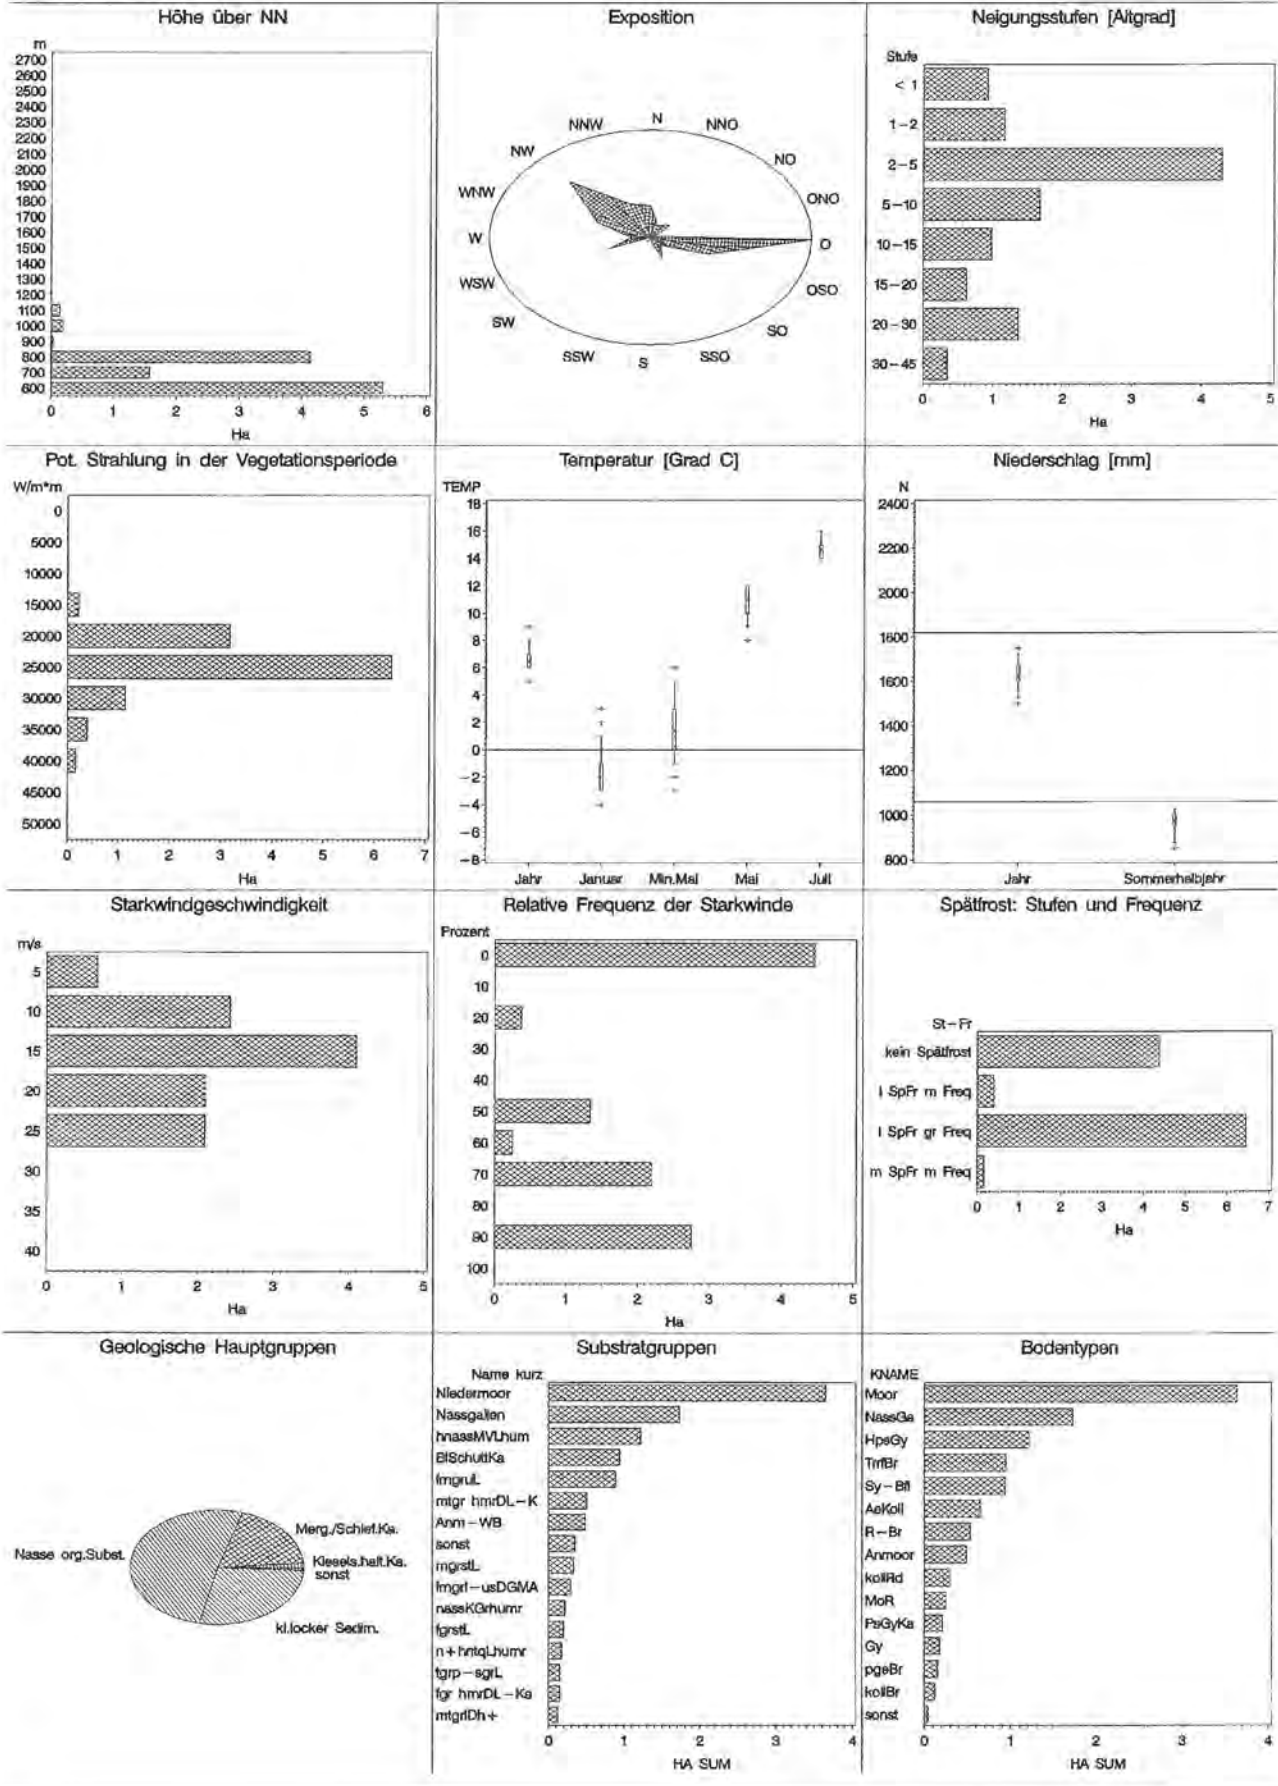 Höhe über NN
m
2700
2600
2500
2400
2300
2200
2100
2000
1900
1800
1700
1600
1500
1400
1300
1200
1100
1000
900
800
700
600
0 1 2 3 4 5 6
Ha
Exposition
N
NNO
NO
ONO
O
OSO
SO
SSO
S
SSW
SW
WSW
W
WNW
NW
NNW
Neigungsstufen [Altgrad]
Stufe
< 1
1-2
2-5
5-10
10-15
15-20
20-30
30-45
0 1 2 3 4 5
Ha
Pot. Strahlung in der Vegetationsperiode
W/m*m
0
5000
10000
15000
20000
25000
30000
35000
40000
45000
50000
0 1 2 3 4 5 6 7
Ha
Temperatur [Grad C]
TEMP
18
16
14
12
10
8
6
4
2
0
-2
-4
-6
-8
Jahr Januar Min.Mai Mai Juli
Niederschlag [mm]
N
2400
2200
2000
1800
1600
1400
1200
1000
800
Jahr Sommerhalbjahr
Starkwindgeschwindigkeit
m/s
5
10
15
20
25
30
35
40
0 1 2 3 4 5
Ha
Relative Frequenz der Starkwinde
Prozent
0
10
20
30
40
50
60
70
80
90
100
0 1 2 3 4 5
Ha
Spätfrost: Stufen und Frequenz
St-Fr
kein Spätfrost
l SpFr m Freq
l SpFr gr Freq
m SpFr m Freq
0 1 2 3 4 5 6 7
Ha
Geologische Hauptgruppen
Merg./Schief.Ka.
Nasse org.Subst.
Kiesels.halt.Ka.
sonst
kl.locker Sedim.
Substratgruppen
Name kurz
Niedermoor
Nassgallen
hnassMVLhum
BlSchuttKa
mtgr hmrDL-K
Anm-WB
sonst
mgrstL
nassKGrhumr
fgrstL
fgr hmrDL-Ka
0 1 2 3 4
HA SUM
Bodentypen
KNAME
Moor
NassGa
HpsGy
AeKoll
R-Br
Anmoor
kollRd
MoR
PsGyKa
Gy
pgeBr
kollBr
sonst
0 1 2 3 4
HA SUM